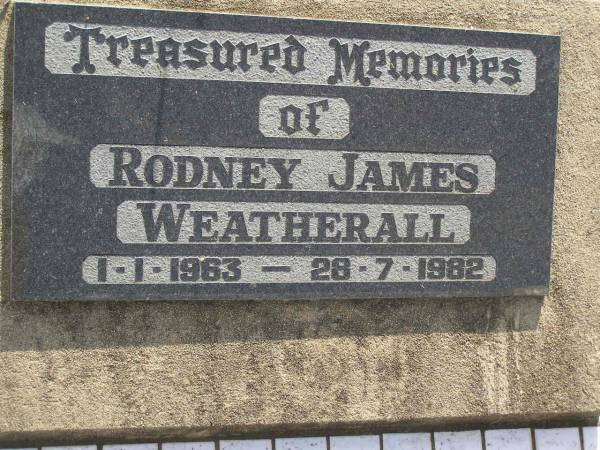 Treasured Memories
of
RODNEY JAMES
WEATHERALL
1-1-1963 — 28-7-1982